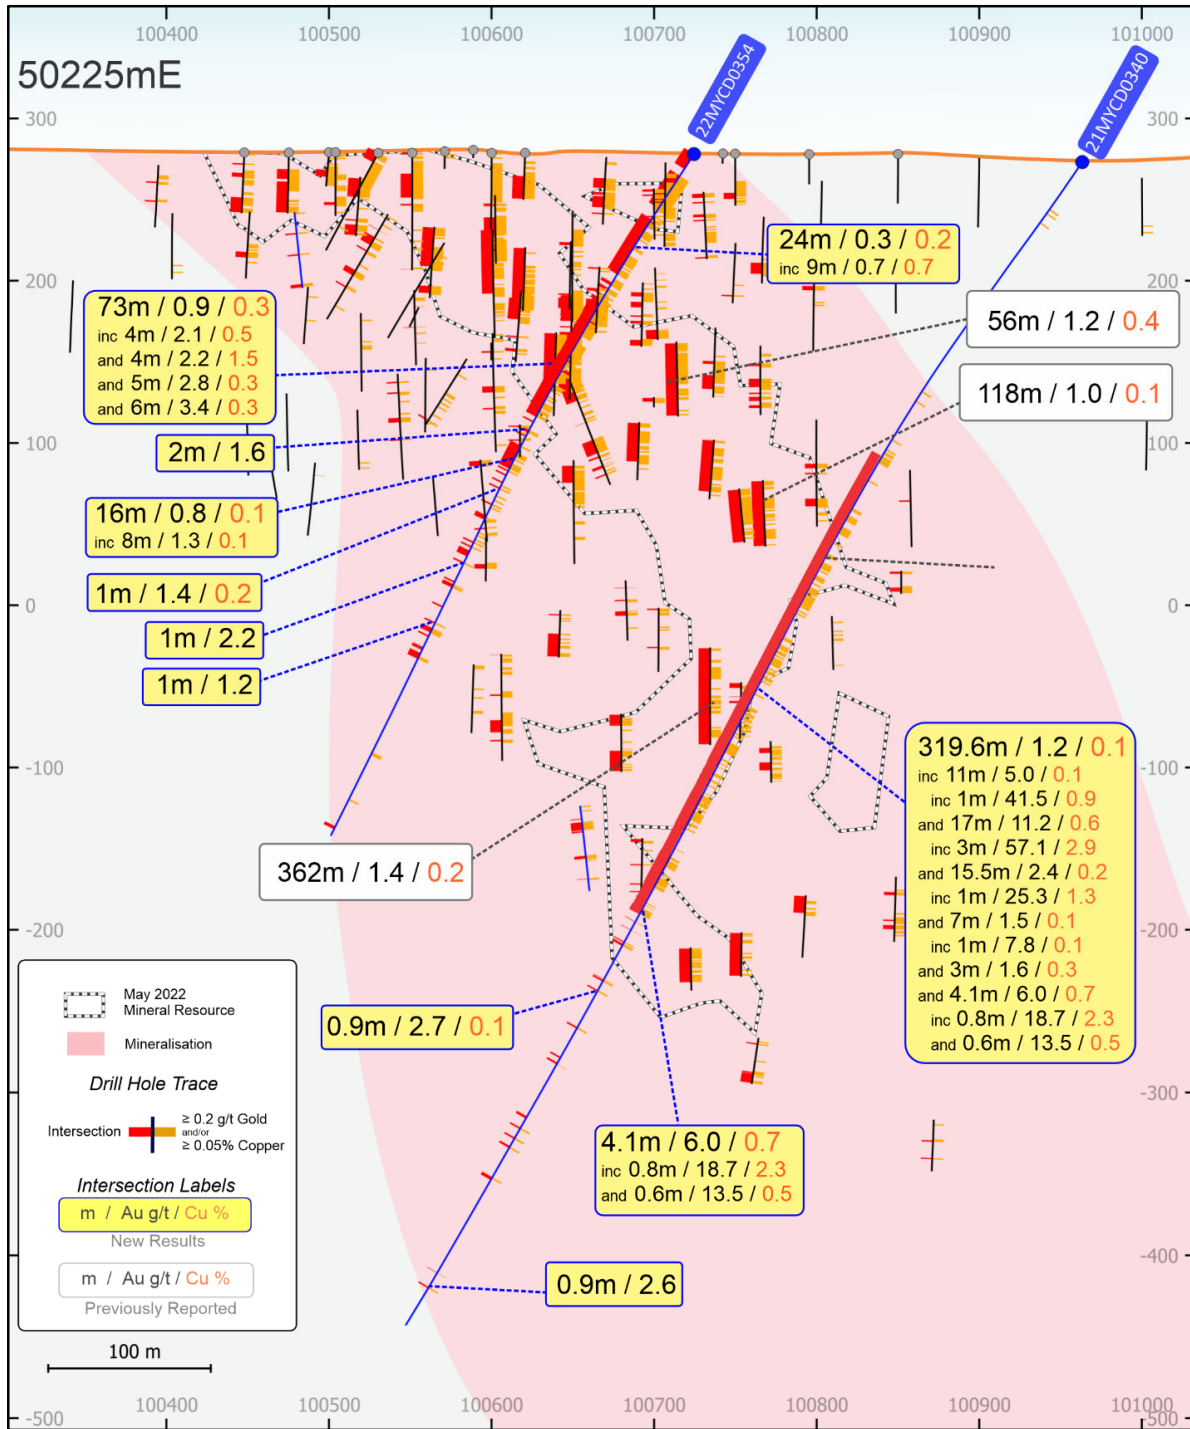 100400 100500 100600 100700 100800 100900 101000
50225mE
22MYCD0354
21MYCD0340
300 300
24m / 0.3 / 0.2
inc 9m / 0.7 / 0.7
200 200
73m / 0.9 / 0.3
inc 4m / 2.1 / 0.5
and 4m / 2.2 / 1.5
and 5m / 2.8 / 0.3
and 6m / 3.4 / 0.3
56m / 1.2 / 0.4
118m / 1.0 / 0.1
100 100
2m / 1.6
16m / 0.8 / 0.1
inc 8m / 1.3 / 0.1
1m / 1.4 / 0.2
0 0
1m / 2.2
1m / 1.2
-100 -100
319.6m / 1.2 / 0.1
inc 11m / 5.0 / 0.1
inc 1m / 41.5 / 0.9
and 17m / 11.2 / 0.6
inc 3m / 57.1 / 2.9
and 15.5m / 2.4 / 0.2
inc 1m / 25.3 / 1.3
and 7m / 1.5 / 0.1
inc 1m / 7.8 / 0.1
and 3m / 1.6 / 0.3
and 4.1m / 6.0 / 0.7
inc 0.8m / 18.7 / 2.3
and 0.6m / 13.5 / 0.5
362m / 1.4 / 0.2
-200 -200
0.9m / 2.7 / 0.1
-300
4.1m / 6.0 / 0.7
inc 0.8m / 18.7 / 2.3
and 0.6m / 13.5 / 0.5
-400
0.9m / 2.6
May 2022
Mineral Resource
Mineralisation
Drill Hole Trace
Intersection
≥ 0.2 g/t Gold
and/or
≥ 0.05% Copper
Intersection Labels
m / Au g/t / Cu %
New Results
m / Au g/t / Cu %
Previously Reported
100 m
100400 100500 100600 100700 100800 100900 101000
-500 -500